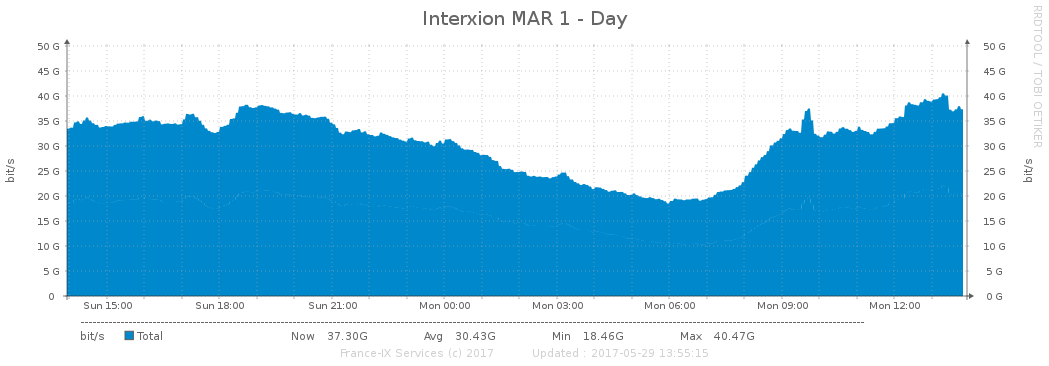 Interxion MAR 1 - Day
RRDTOOL / TOBI OETIKER
bit/s
50 G 50 G
45 G 45 G
40 G 40 G
35 G 35 G
30 G 30 G
25 G 25 G
20 G 20 G
15 G 15 G
10 G 10 G
5 G 5 G
0 0 G
bit/s
Sun 15:00 Sun 18:00 Sun 21:00 Mon 00:00 Mon 03:00 Mon 06:00 Mon 09:00 Mon 12:00
bit/s Total Now 37.30G Avg 30.43G Min 18.46G Max 40.47G
France-IX Services (c) 2017 Updated : 2017-05-29 13:55:15